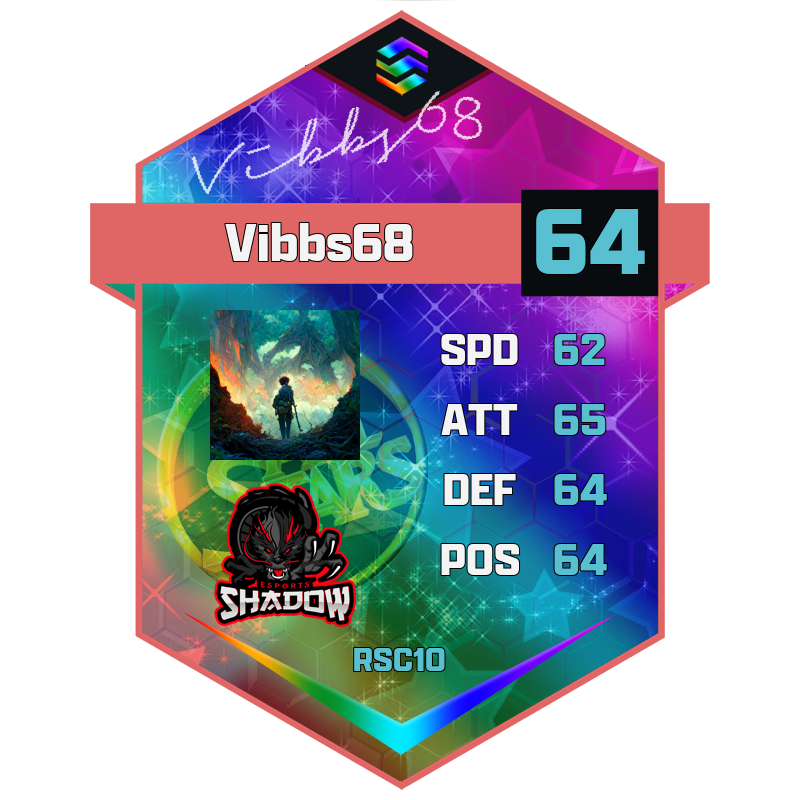 Vibbs68
Vibbs68
64
SPD 62
ATT 65
DEF 64
POS 64
ESPORTS
SHADOW
RSC10